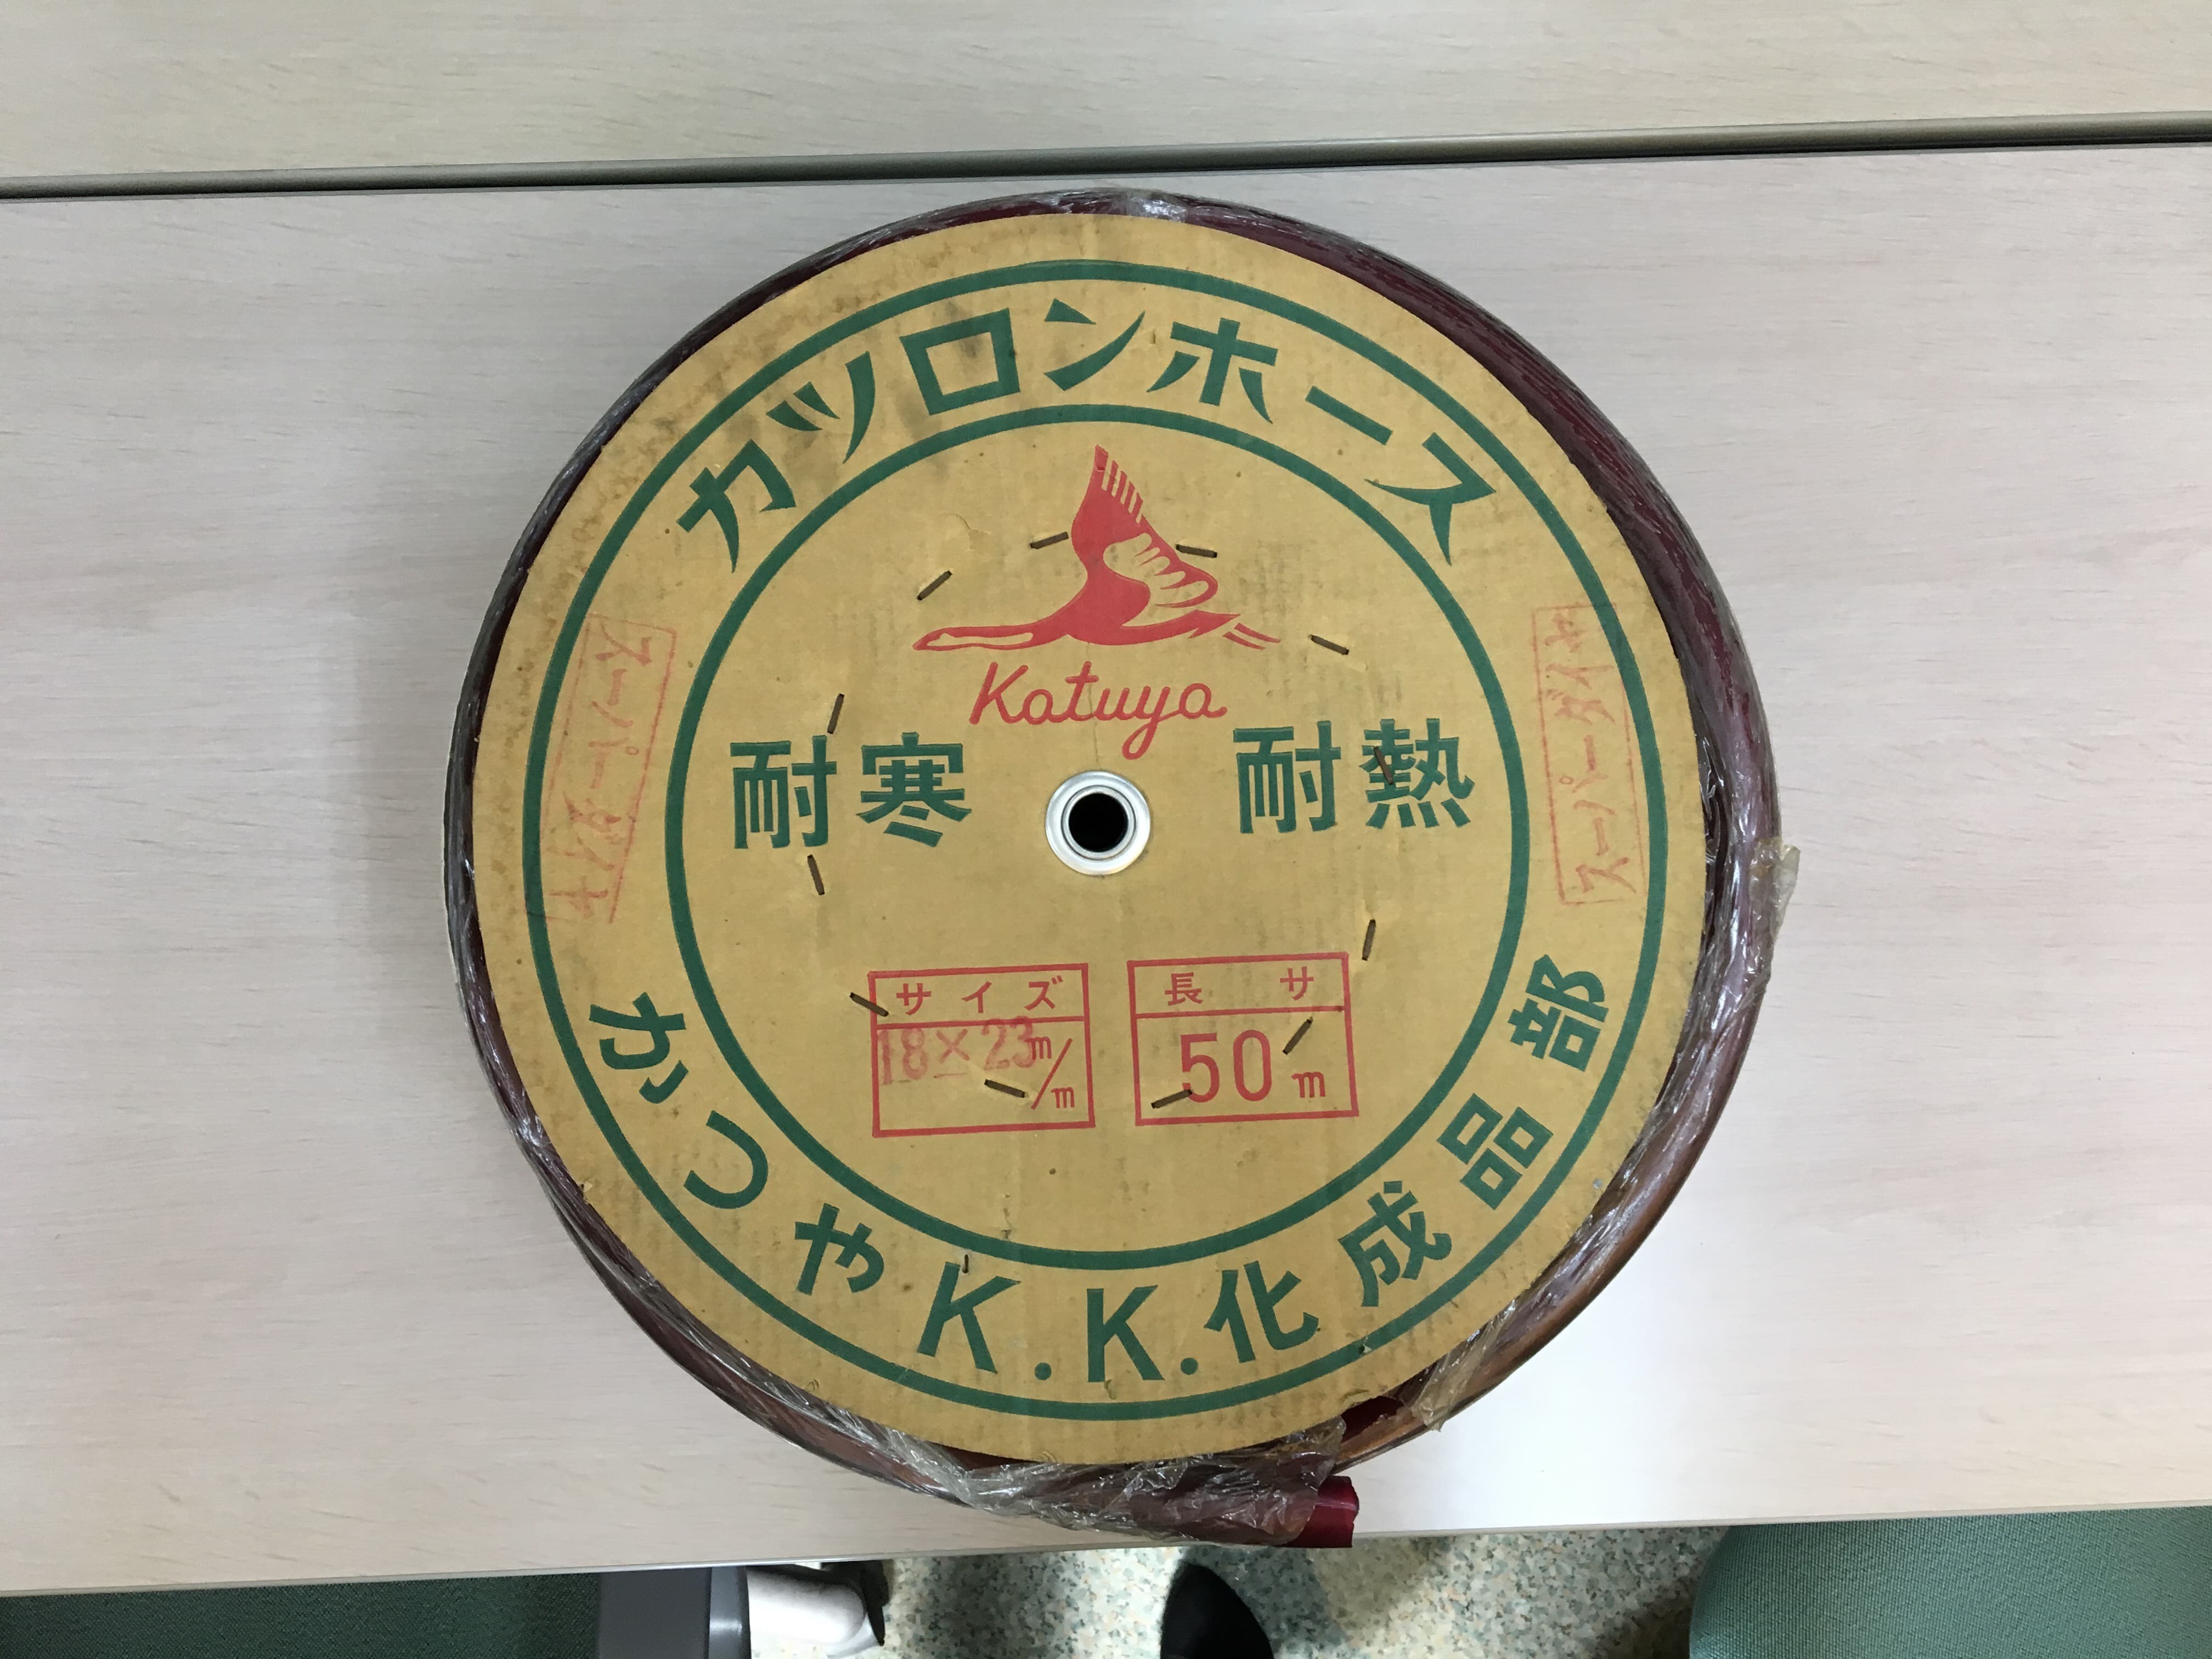 カツロンホース
Katuya
耐寒 耐熱
スーパーダイヤ
スーパーダイヤ
サイズ
18×23m/m
長サ
50m
かつやK.K.化成品部